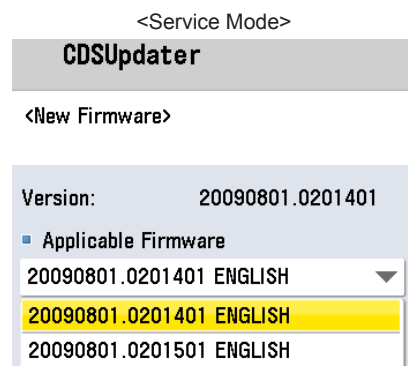 <Service Mode>
CDSUpdater
<New Firmware>
Version: 20090801.0201401
Applicable Firmware
20090801.0201401 ENGLISH
20090801.0201401 ENGLISH
20090801.0201501 ENGLISH